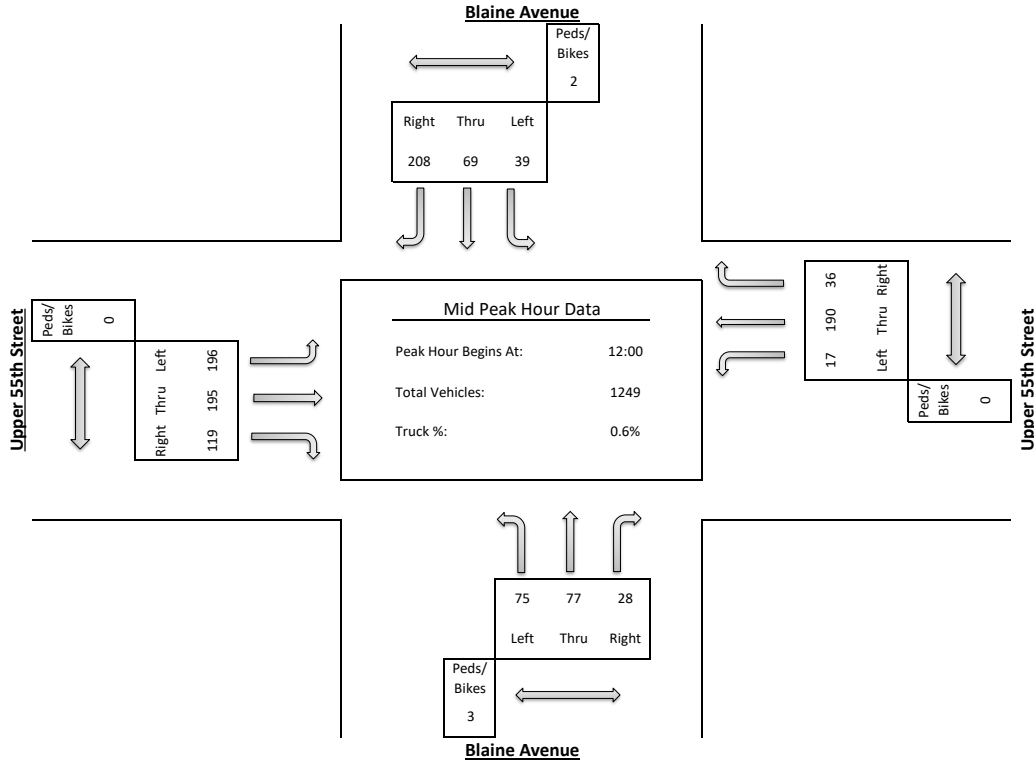 Blaine Avenue
Peds/
Bikes
2
Right Thru Left
208 69 39
Upper 55th Street
Peds/
Bikes
0
Left 196
Thru 195
Right 119
Mid Peak Hour Data
Peak Hour Begins At: 12:00
Total Vehicles: 1249
Truck %: 0.6%
36 Right
190 Thru
17 Left
Peds/
Bikes
0
Upper 55th Street
75 77 28
Left Thru Right
Peds/
Bikes
3
Blaine Avenue